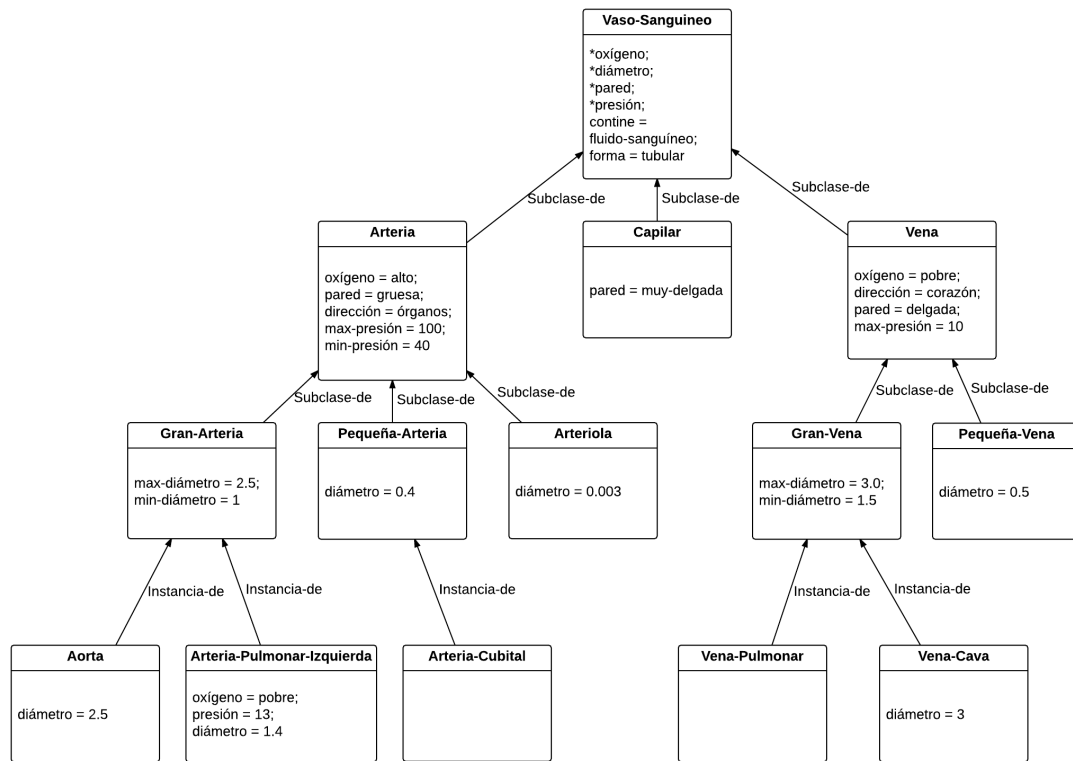 Vaso-Sanguineo
*oxígeno;
*diámetro;
*pared;
*presión;
contine =
fluido-sanguíneo;
forma = tubular
Subclase-de
Subclase-de
Subclase-de
Arteria
oxígeno = alto;
pared = gruesa;
dirección = órganos;
max-presión = 100;
min-presión = 40
Capilar
pared = muy-delgada
Vena
oxígeno = pobre;
dirección = corazón;
pared = delgada;
max-presión = 10
Subclase-de
Subclase-de
Subclase-de
Subclase-de
Subclase-de
Gran-Arteria
max-diámetro = 2.5;
min-diámetro = 1
Pequeña-Arteria
diámetro = 0.4
Arteriola
diámetro = 0.003
Gran-Vena
max-diámetro = 3.0;
min-diámetro = 1.5
Pequeña-Vena
diámetro = 0.5
Instancia-de
Instancia-de
Instancia-de
Instancia-de
Instancia-de
Aorta
diámetro = 2.5
Arteria-Pulmonar-Izquierda
oxígeno = pobre;
presión = 13;
diámetro = 1.4
Arteria-Cubital
Vena-Pulmonar
Vena-Cava
diámetro = 3